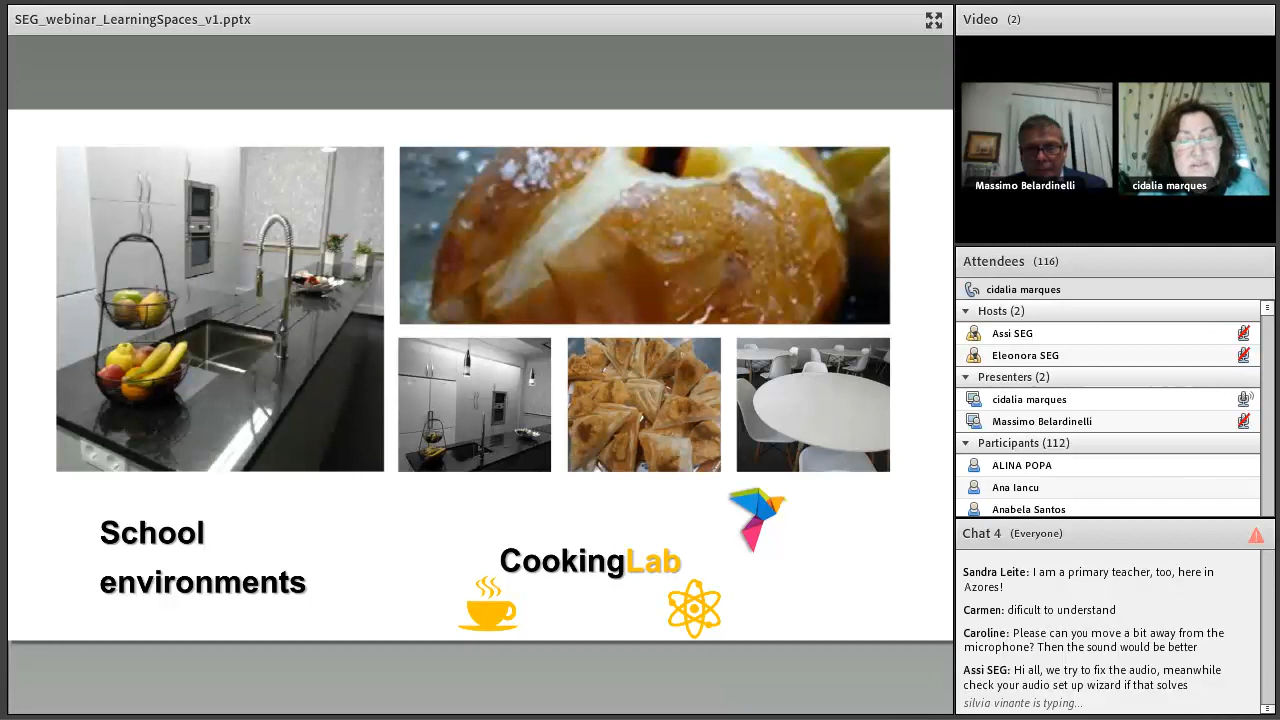 SEG_webinar_LearningSpaces_v1.pptx
School
environments
CookingLab
Video (2)
Massimo Belardinelli
cidalia marques
Attendees (116)
cidalia marques
Hosts (2)
Assi SEG
Eleonora SEG
Presenters (2)
cidalia marques
Massimo Belardinelli
Participants (112)
ALINA POPA
Ana Iancu
Anabela Santos
Chat 4 (Everyone)
Sandra Leite: I am a primary teacher, too, here in
Azores!
Carmen: dificult to understand
Caroline: Please can you move a bit away from the
microphone? Then the sound would be better
Assi SEG: Hi all, we try to fix the audio, meanwhile
check your audio set up wizard if that solves
silvia vinante is typing...